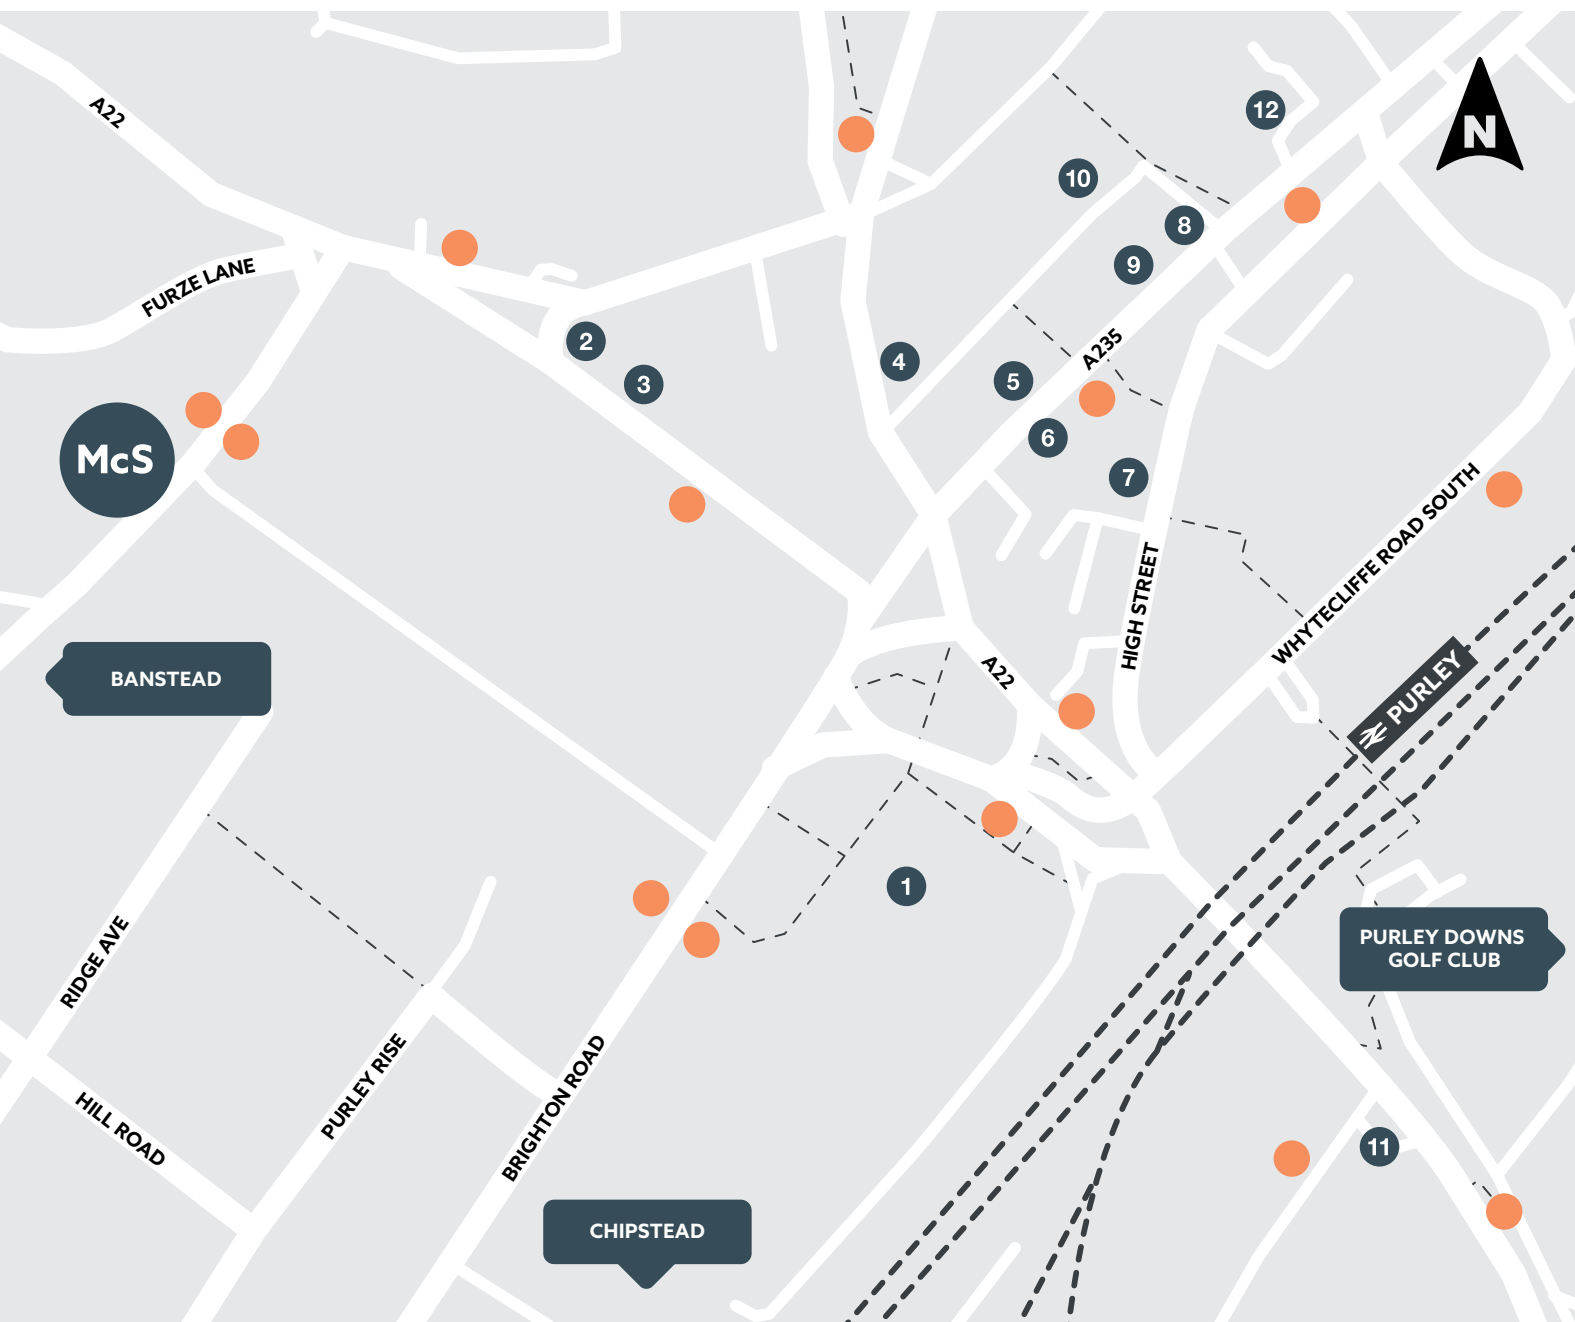 A22
12
N
10
8
9
FURZE LANE
2
A235
4
3
5
6
McS
7
WHYTECLIFFE ROAD SOUTH
HIGH STREET
BANSTEAD
A22
PURLEY
1
RIDGE AVE
PURLEY DOWNS
GOLF CLUB
PURLEY RISE
BRIGHTON ROAD
HILL ROAD
11
CHIPSTEAD